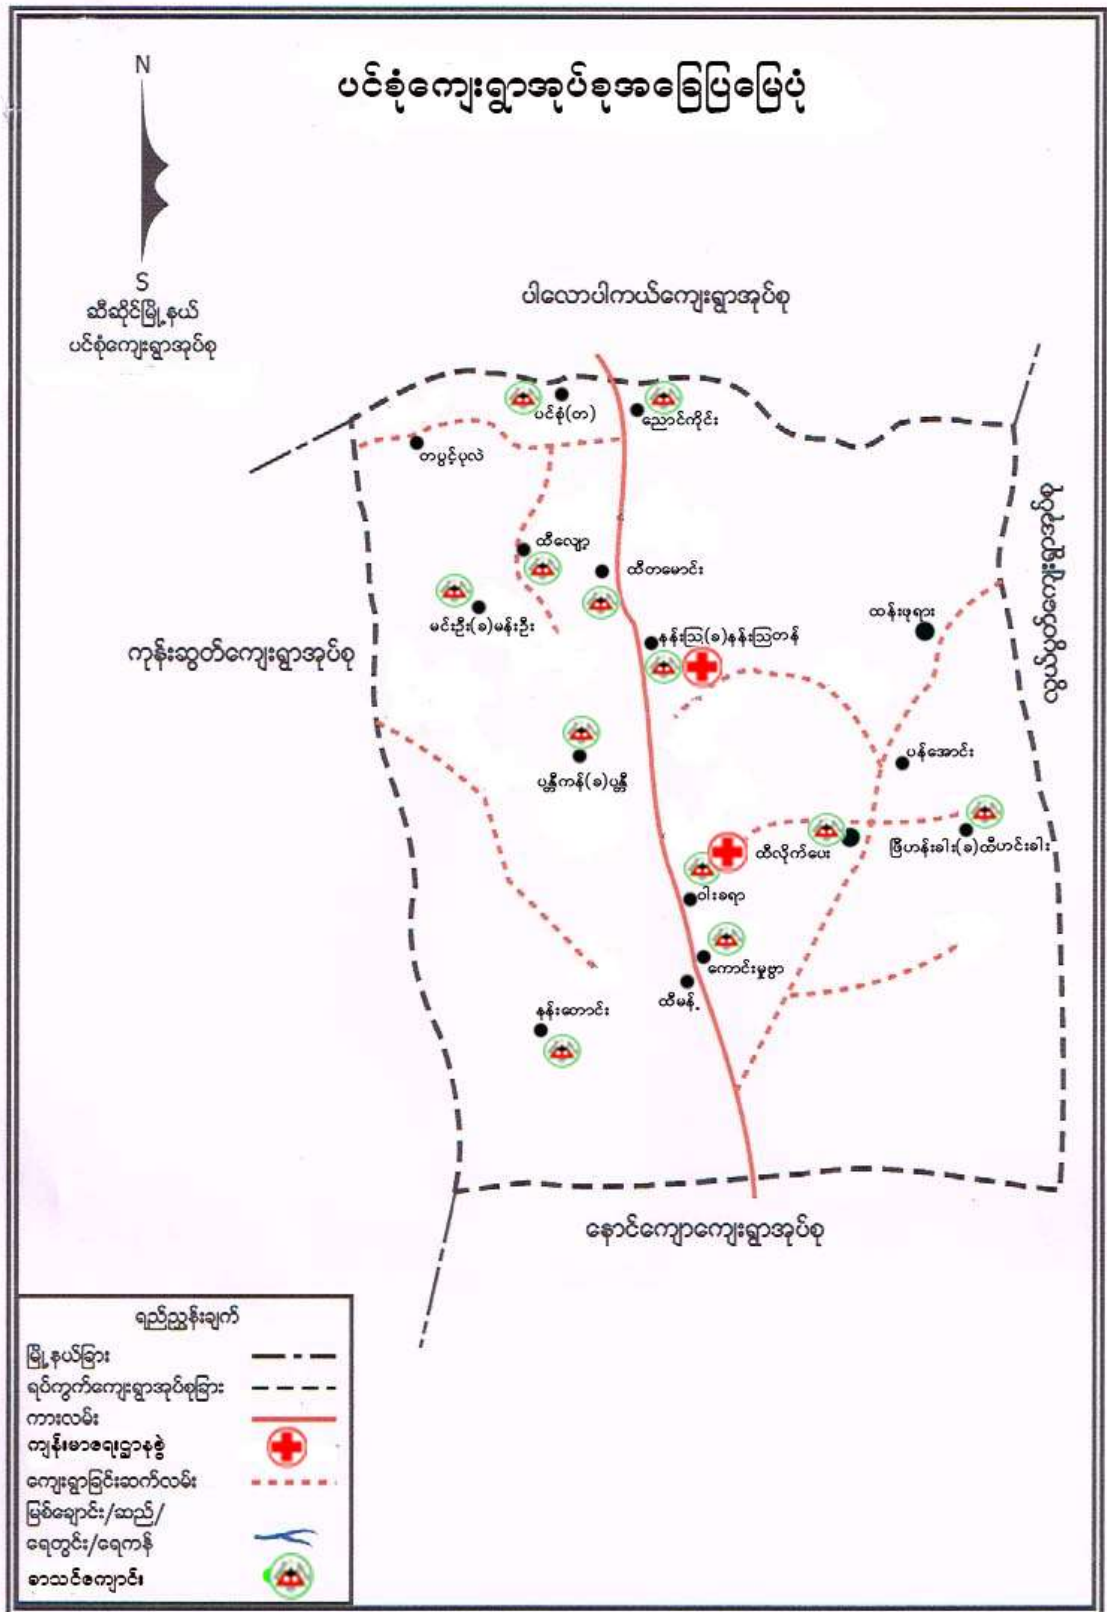 ပင်စုံကျေးရွာအုပ်စုအခြေပြမြေပုံ
N
S
ဆီဆိုင်မြို့နယ်
ပင်စုံကျေးရွာအုပ်စု
ပါလောပါကယ်ကျေးရွာအုပ်စု
ပင်စုံ(တ)
ညောင်ကိုင်း
တပွင့်ပုလဲ
ထီလျော့
ထီတမောင်း
မင်းဦး(ခ)မန်းဦး
ထန်းဖုရား
နန်းဩ(ခ)နန်းဩတန်
ကုန်းဆွတ်ကျေးရွာအုပ်စု
ပန်အောင်း
ပန္တီကန်(ခ)ပန္တီ
ထီလိုက်ပေး
ဖြီဟန်းခါး(ခ)ထီဟင်းခါး
ဝါးခရာ
ကောင်းမှုဗွာ
ထီမန့်
နန်းတောင်း
နောင်ကျောကျေးရွာအုပ်စု
ရည်ညွှန်းချက်
မြို့နယ်ခြား
ရပ်ကွက်ကျေးရွာအုပ်စုခြား
ကားလမ်း
ကျန်းမာရေးဌာနခွဲ
ကျေးရွာခြင်းဆက်လမ်း
မြစ်ချောင်း/ဆည်/
ရေတွင်း/ရေကန်
စာသင်ကျောင်း